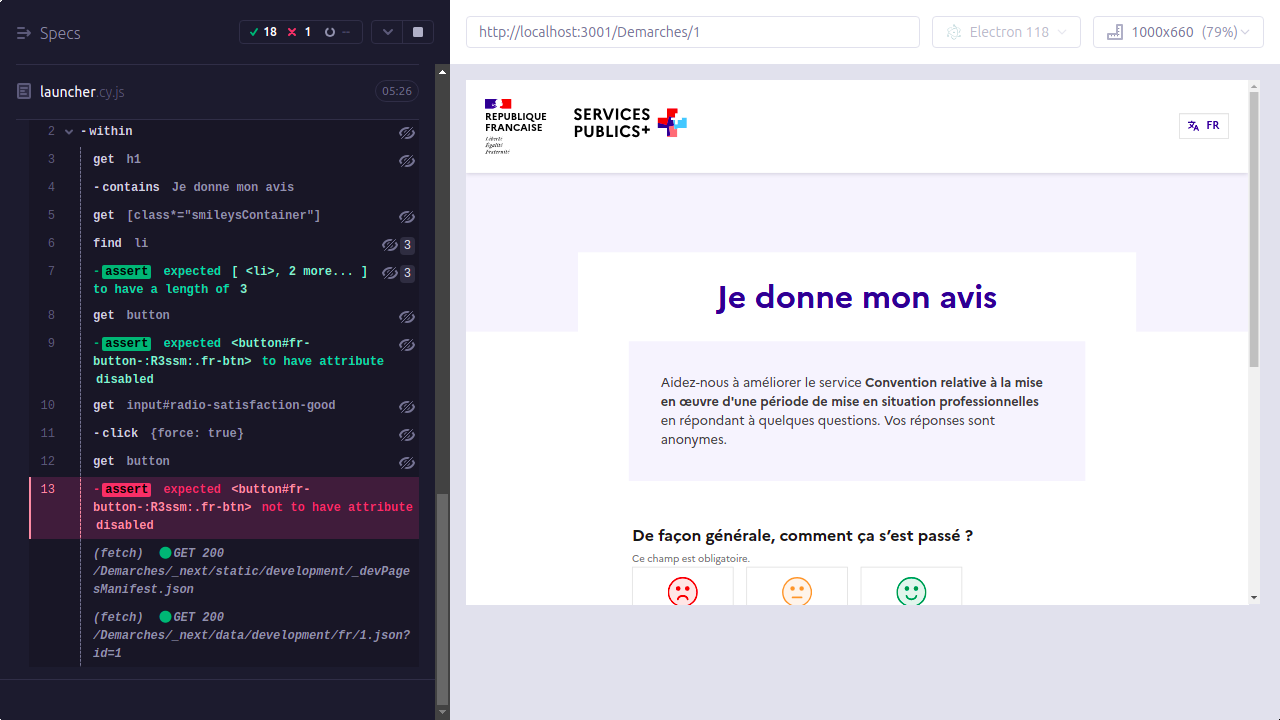 Specs
18
1
--
http://localhost:3001/Demarches/1
Electron 118
1000x660 (79%)
launcher.cy.js
05:26
2 -within
3 get h1
4 -contains Je donne mon avis
5 get [class*="smileysContainer"]
6 find li
3
7 -assert expected [ <li>, 2 more... ]
3
to have a length of 3
8 get button
9 -assert expected <button#fr-
button-:R3ssm:.fr-btn> to have attribute
disabled
10 get input#radio-satisfaction-good
11 -click {force: true}
12 get button
13 -assert expected <button#fr-
button-:R3ssm:.fr-btn> not to have attribute
disabled
(fetch) GET 200
/Demarches/_next/static/development/_devPage
sManifest.json
(fetch) GET 200
/Demarches/_next/data/development/fr/1.json?
id=1
RÉPUBLIQUE
FRANÇAISE
Liberté
Égalité
Fraternité
SERVICES
PUBLICS+
FR
Je donne mon avis
Aidez-nous à améliorer le service Convention relative à la mise
en œuvre d'une période de mise en situation professionnelles
en répondant à quelques questions. Vos réponses sont
anonymes.
De façon générale, comment ça s’est passé ?
Ce champ est obligatoire.